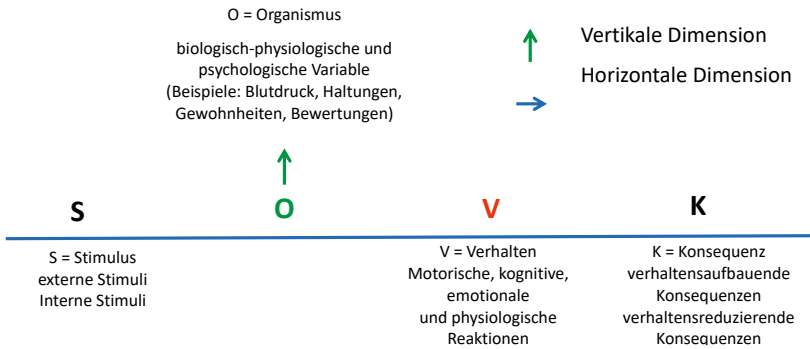 O = Organismus
biologisch-physiologische und
psychologische Variable
(Beispiele: Blutdruck, Haltungen,
Gewohnheiten, Bewertungen)
Vertikale Dimension
Horizontale Dimension
S
O
V
K
S = Stimulus
externe Stimuli
Interne Stimuli
V = Verhalten
Motorische, kognitive,
emotionale
und physiologische
Reaktionen
K = Konsequenz
verhaltensaufbauende
Konsequenzen
verhaltensreduzierende
Konsequenzen